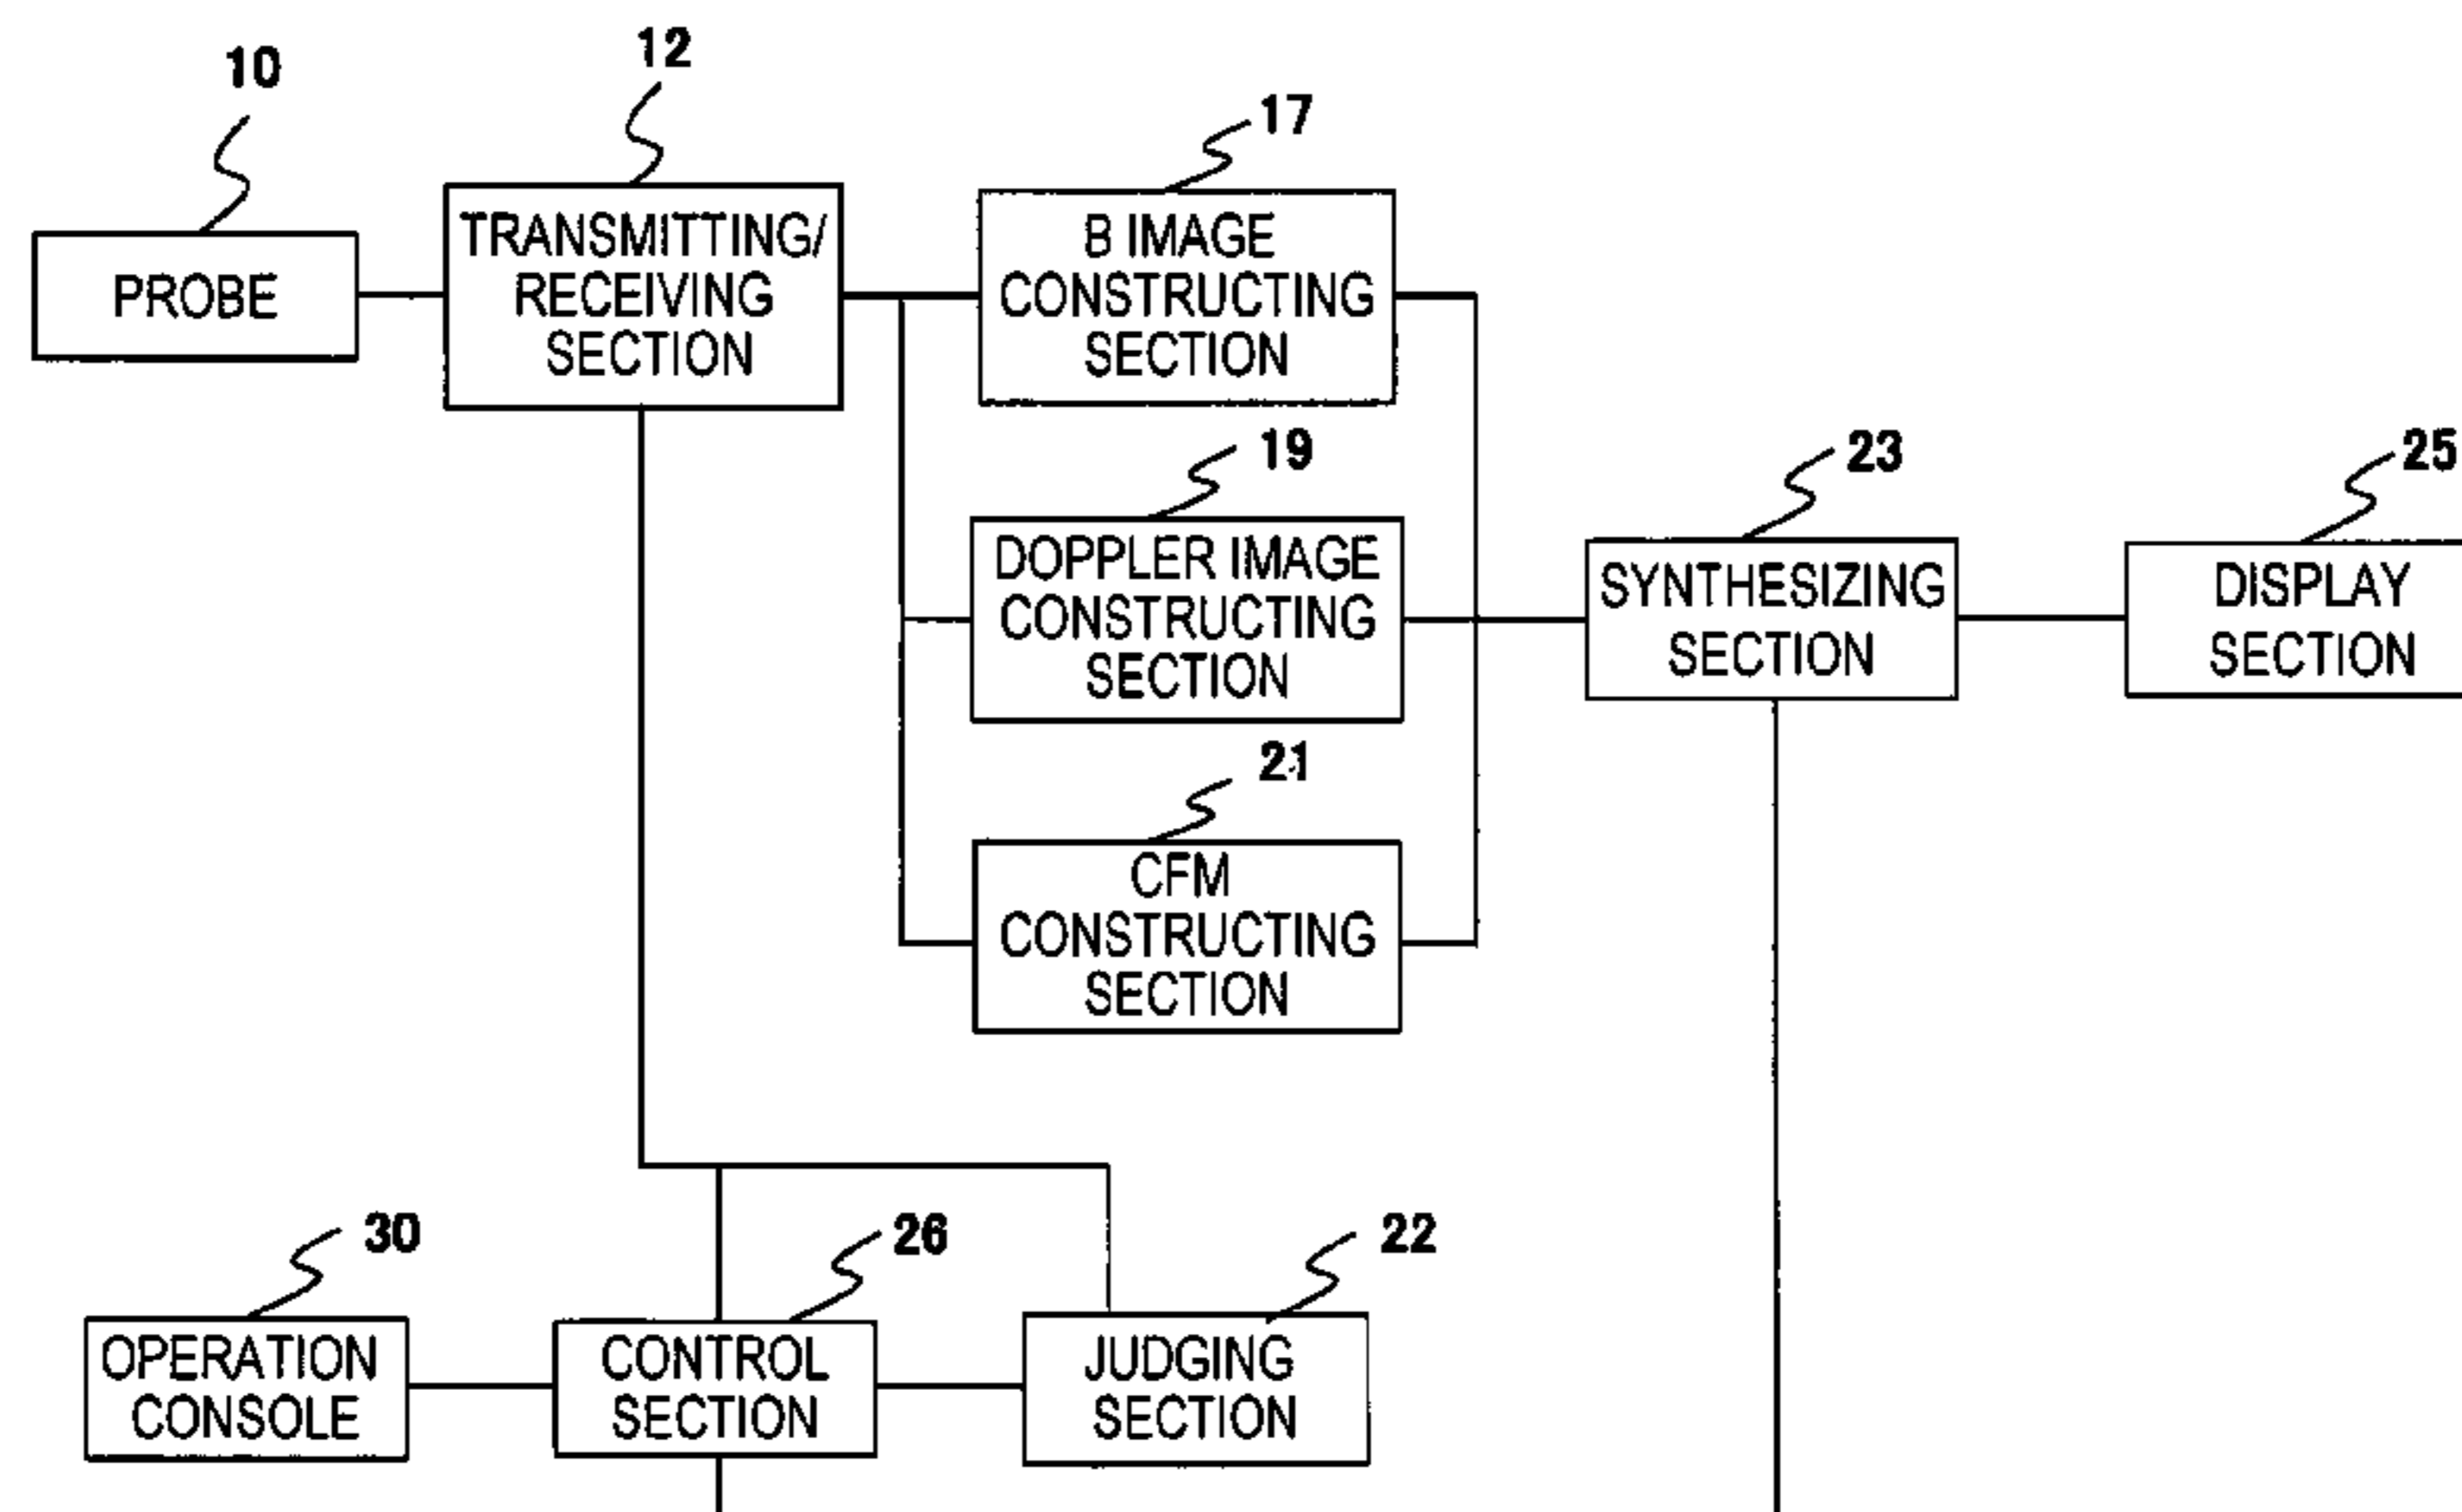 10
12
17
PROBE
TRANSMITTING/
RECEIVING
SECTION
B IMAGE
CONSTRUCTING
SECTION
19
23
25
DOPPLER IMAGE
CONSTRUCTING
SECTION
SYNTHESIZING
SECTION
DISPLAY
SECTION
21
CFM
CONSTRUCTING
SECTION
30
26
22
OPERATION
CONSOLE
CONTROL
SECTION
JUDGING
SECTION